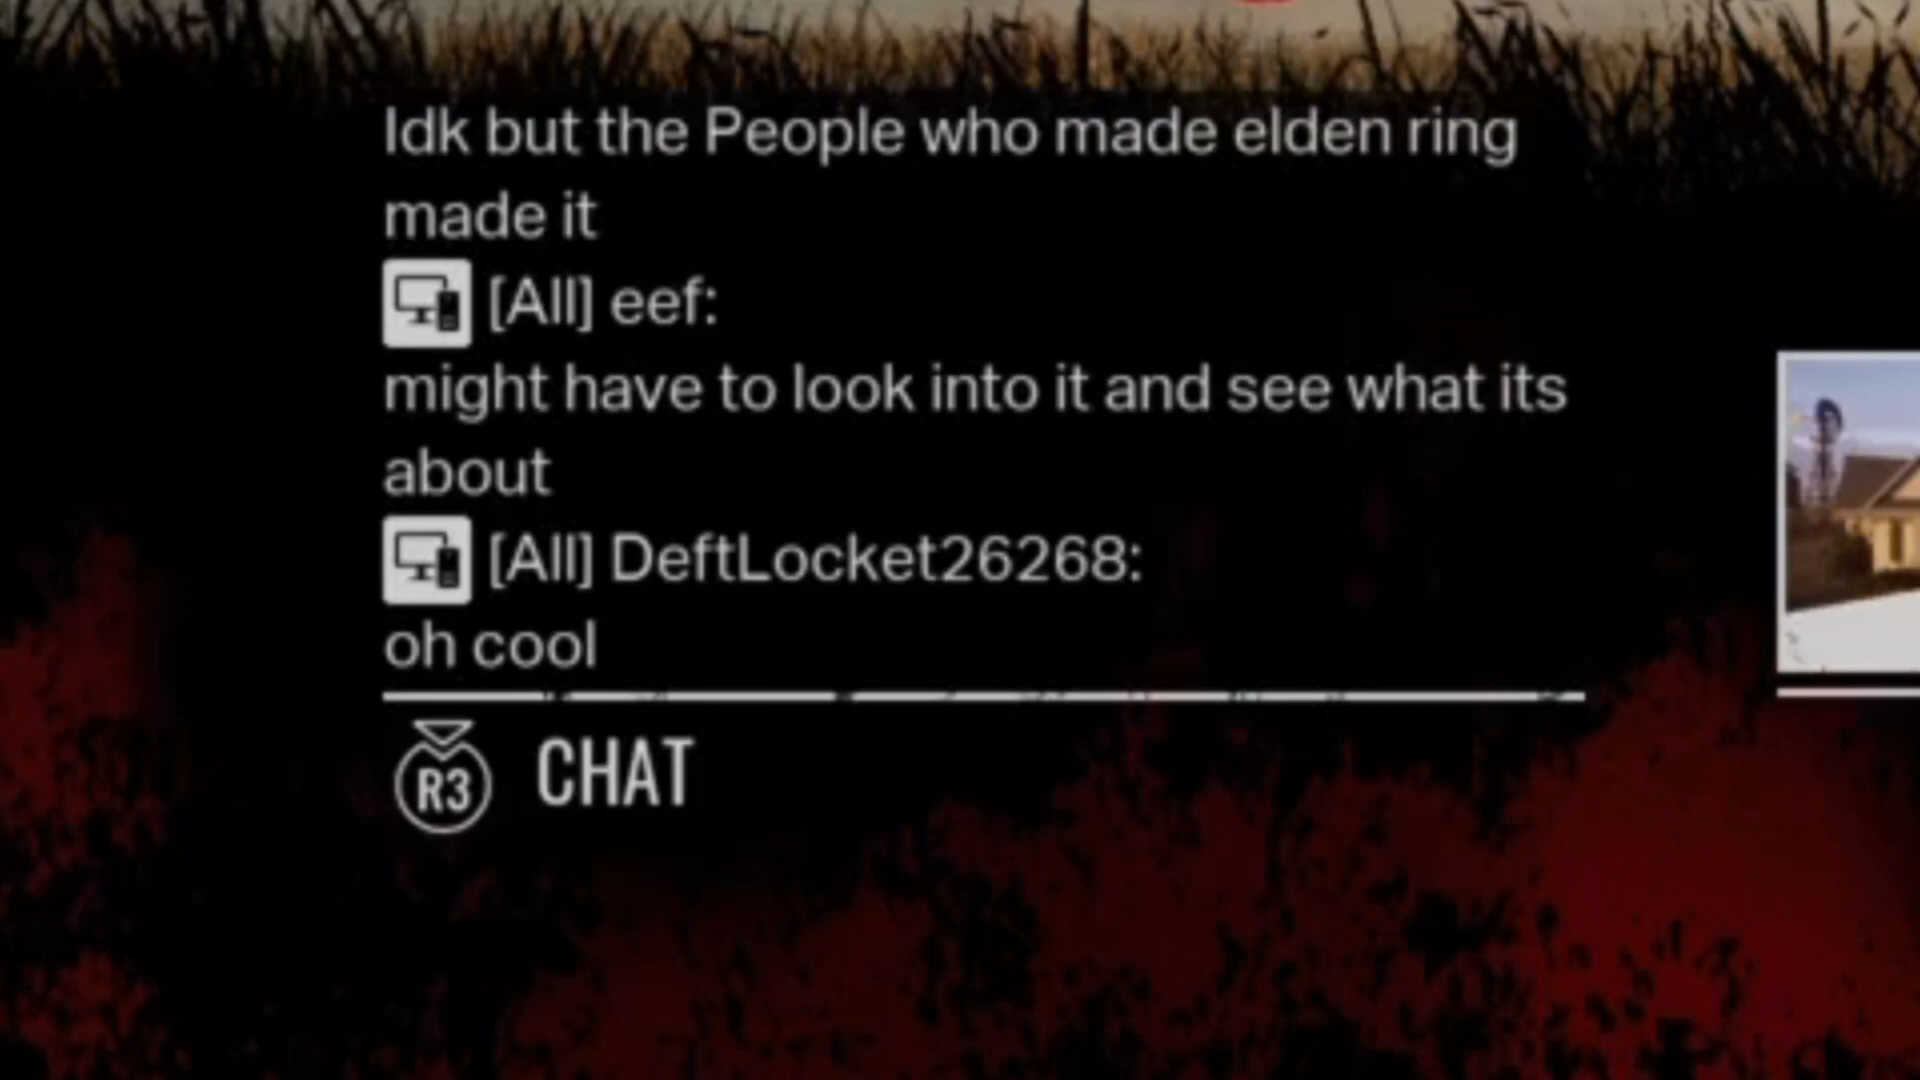 Idk but the People who made elden ring
made it
[All] eef:
might have to look into it and see what its
about
[All] DeftLocket26268:
oh cool
R3 CHAT